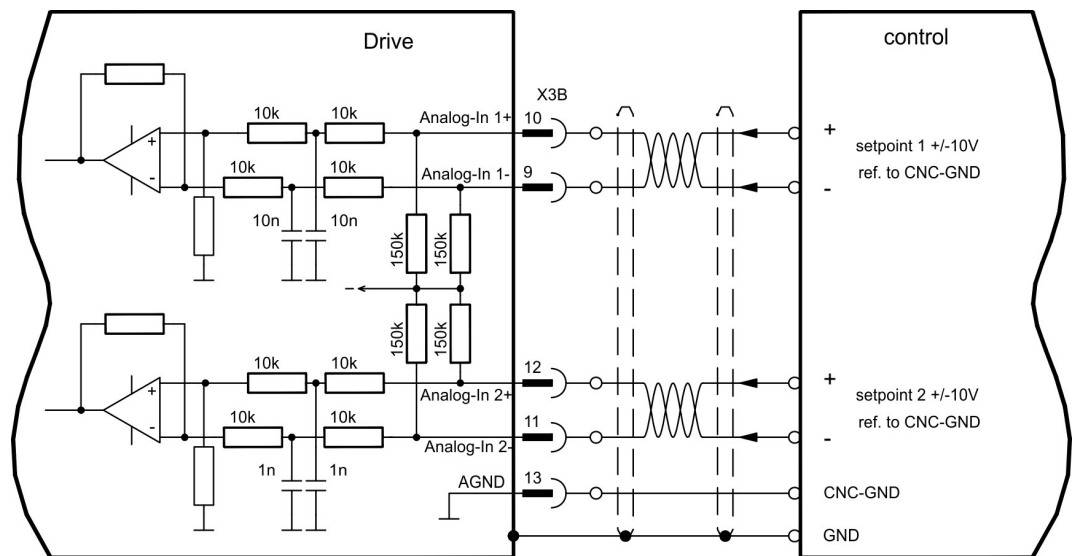 Drive
control
X3B
10k
10k
Analog-In 1+
10
+
+
setpoint 1 +/-10V
ref. to CNC-GND
-
10k
10k
Analog-In 1-
9
-
10n
10n
150k
150k
-
150k
150k
10k
10k
12
+
+
Analog-In 2+
setpoint 2 +/-10V
ref. to CNC-GND
-
10k
10k
11
-
Analog-In 2-
1n
1n
AGND
13
CNC-GND
GND